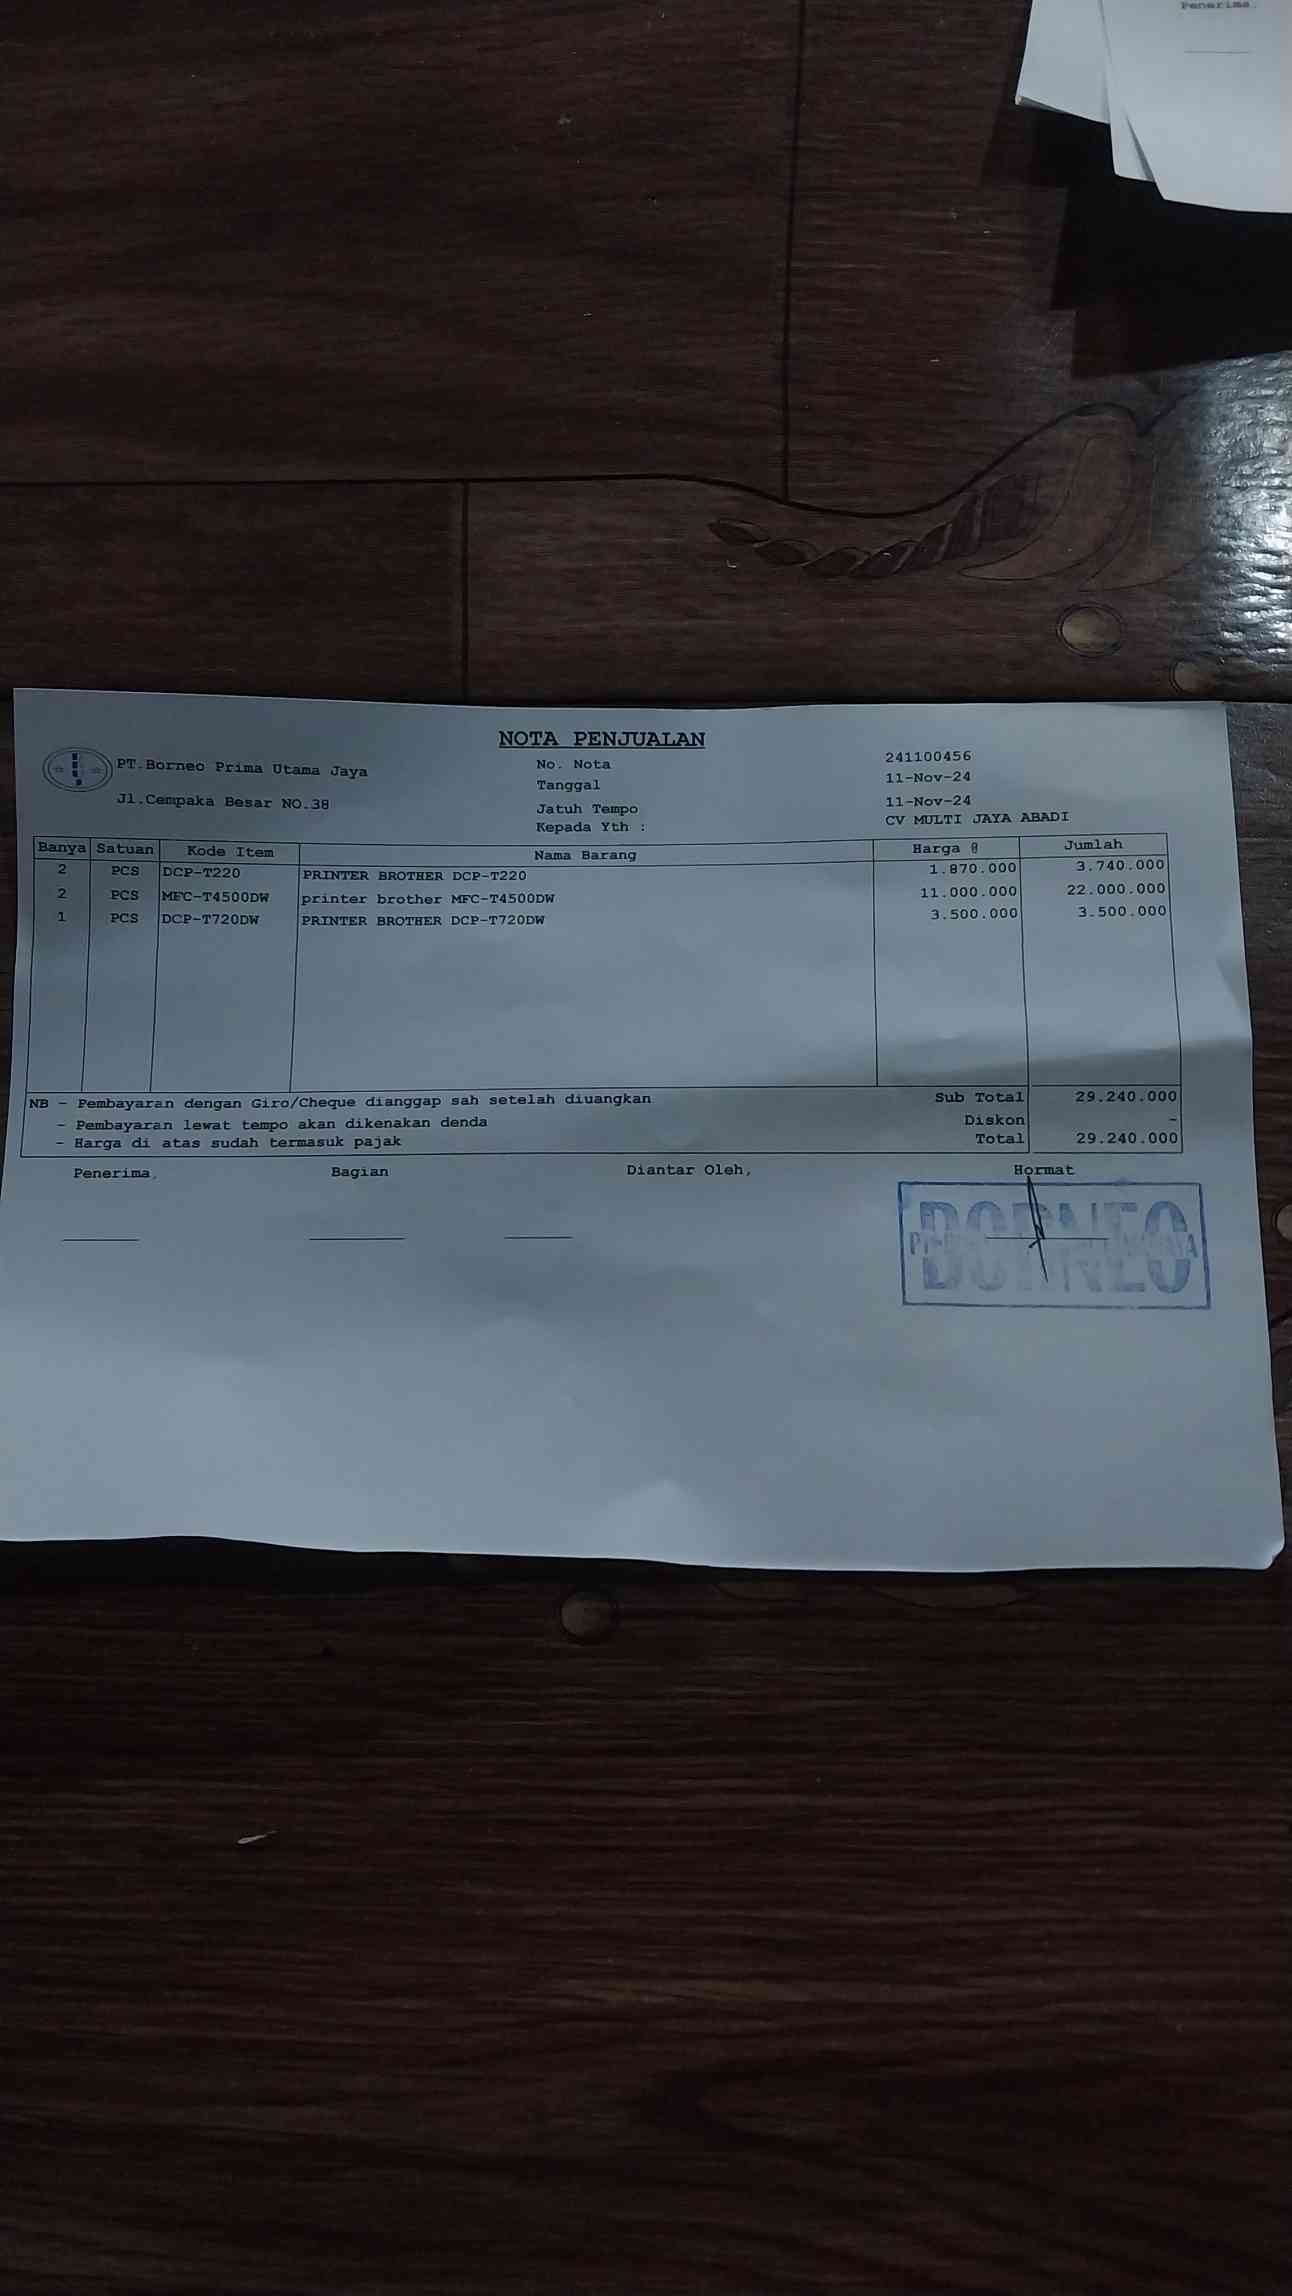 Penerima,
NOTA PENJUALAN
PT.Borneo Prima Utama Jaya
Jl.Cempaka Besar NO.38
No. Nota 241100456
Tanggal 11-Nov-24
Jatuh Tempo 11-Nov-24
Kepada Yth : CV MULTI JAYA ABADI
Banya Satuan Kode Item Nama Barang Harga @ Jumlah
2 PCS DCP-T220 PRINTER BROTHER DCP-T220 1.870.000 3.740.000
2 PCS MFC-T4500DW printer brother MFC-T4500DW 11.000.000 22.000.000
1 PCS DCP-T720DW PRINTER BROTHER DCP-T720DW 3.500.000 3.500.000
NB - Pembayaran dengan Giro/Cheque dianggap sah setelah diuangkan Sub Total 29.240.000
- Pembayaran lewat tempo akan dikenakan denda Diskon -
- Harga di atas sudah termasuk pajak Total 29.240.000
Penerima, Bagian Diantar Oleh, Hormat
BORNEO